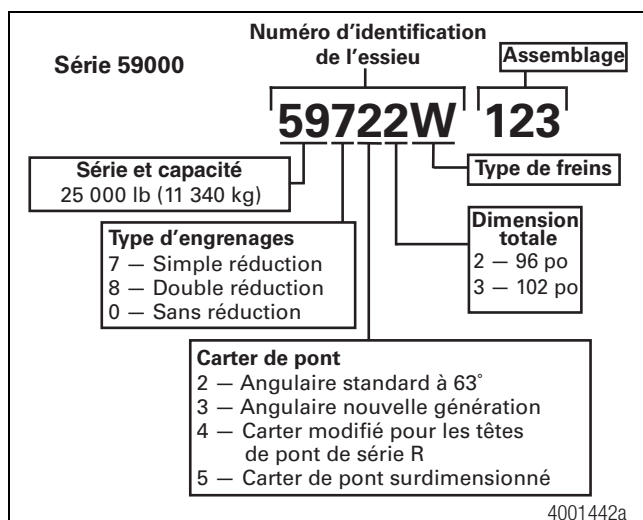 Série 59000
Numéro d'identification
de l'essieu
Assemblage
59722W 123
Série et capacité
25 000 lb (11 340 kg)
Type de freins
Type d'engrenages
7 — Simple réduction
8 — Double réduction
0 — Sans réduction
Dimension
totale
2 — 96 po
3 — 102 po
Carter de pont
2 — Angulaire standard à 63°
3 — Angulaire nouvelle génération
4 — Carter modifié pour les têtes
de pont de série R
5 — Carter de pont surdimensionné
4001442a